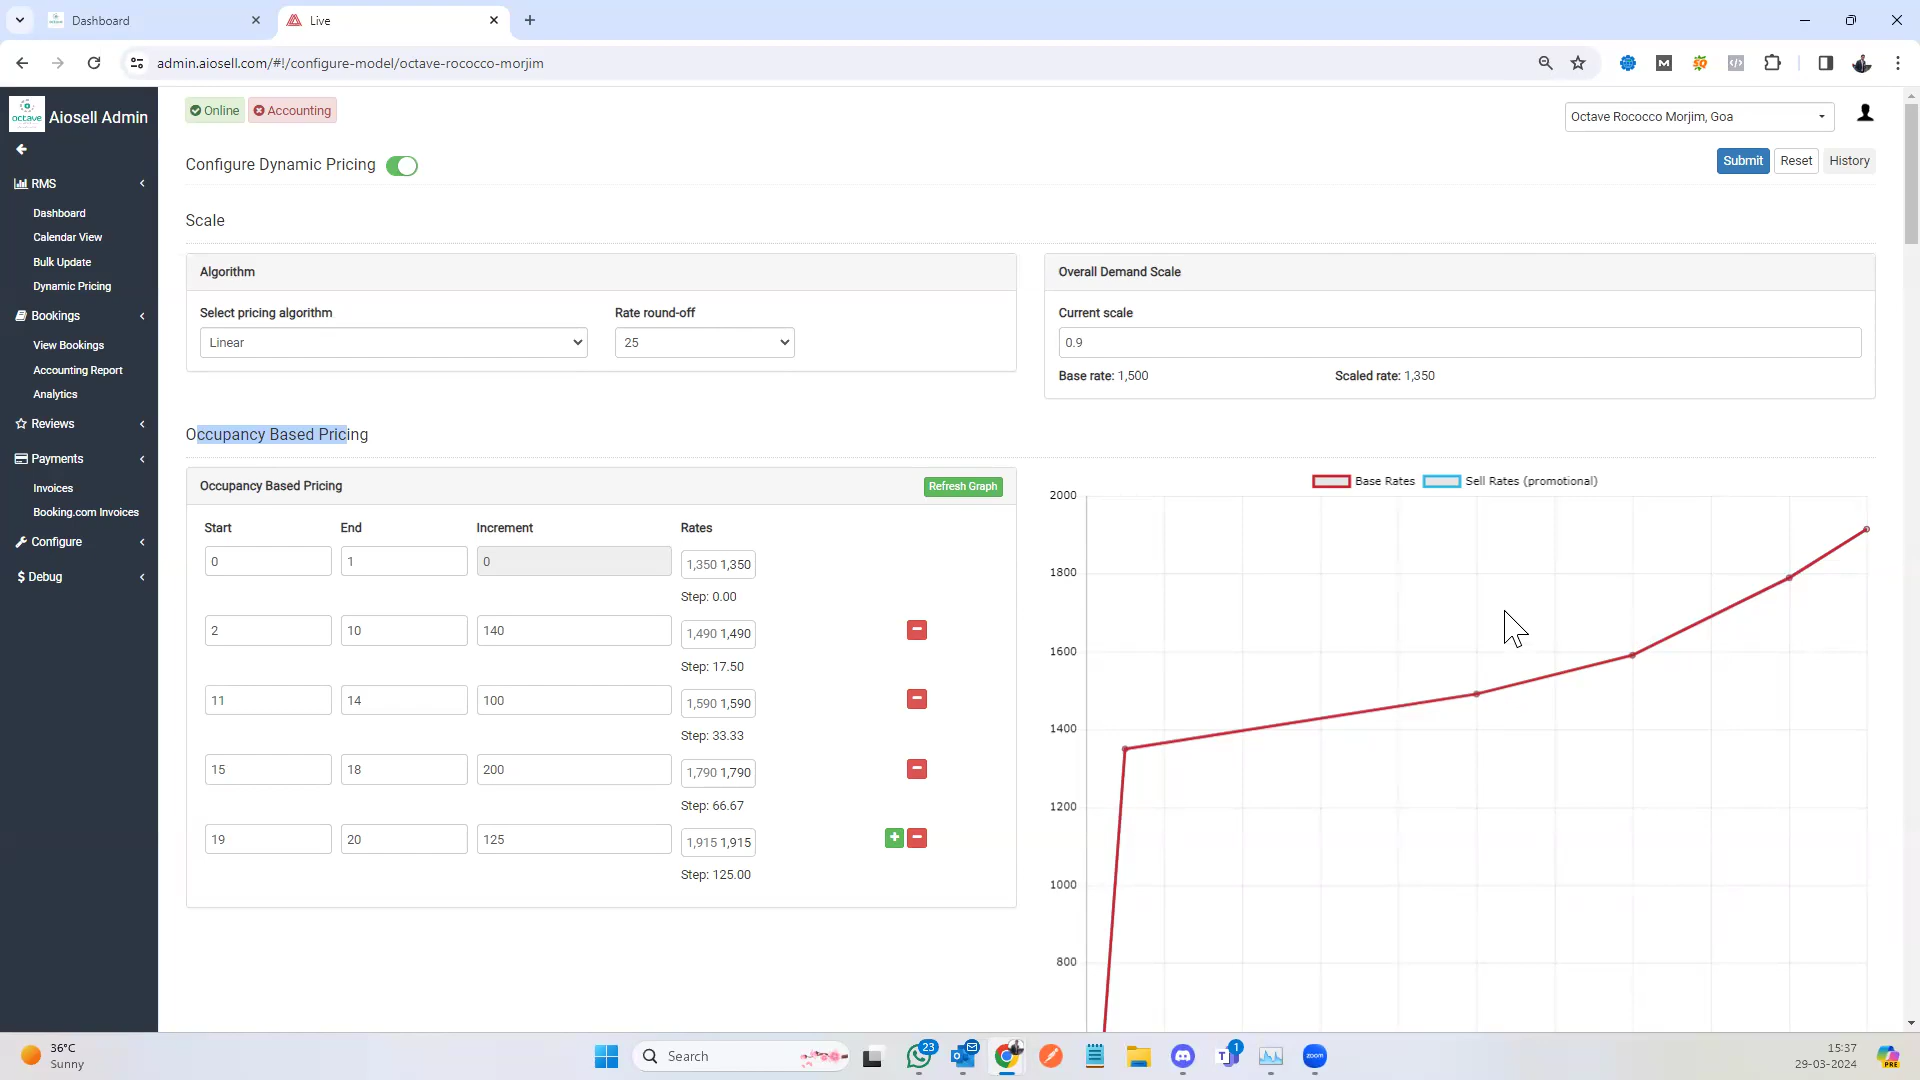 Dashboard
Live
admin.aiosell.com/#!/configure-model/octave-rococco-morjim
octave
Aiosell Admin
Online
Accounting
Octave Rococco Morjim, Goa
Configure Dynamic Pricing
Submit
Reset
History
RMS
Dashboard
Calendar View
Bulk Update
Dynamic Pricing
Bookings
View Bookings
Accounting Report
Analytics
Reviews
Payments
Invoices
Booking.com Invoices
Configure
$ Debug
Scale
Algorithm
Select pricing algorithm
Rate round-off
Linear
25
Overall Demand Scale
Current scale
0.9
Base rate: 1,500
Scaled rate: 1,350
Occupancy Based Pricing
Occupancy Based Pricing
Refresh Graph
Start End Increment Rates
0 1 0 1,350 1,350
Step: 0.00
2 10 140 1,490 1,490
Step: 17.50
11 14 100 1,590 1,590
Step: 33.33
15 18 200 1,790 1,790
Step: 66.67
19 20 125 1,915 1,915
Step: 125.00
Base Rates
Sell Rates (promotional)
2000
1800
1600
1400
1200
1000
800
36°C
Sunny
Search
23
1
zoom
PRE
15:37
29-03-2024